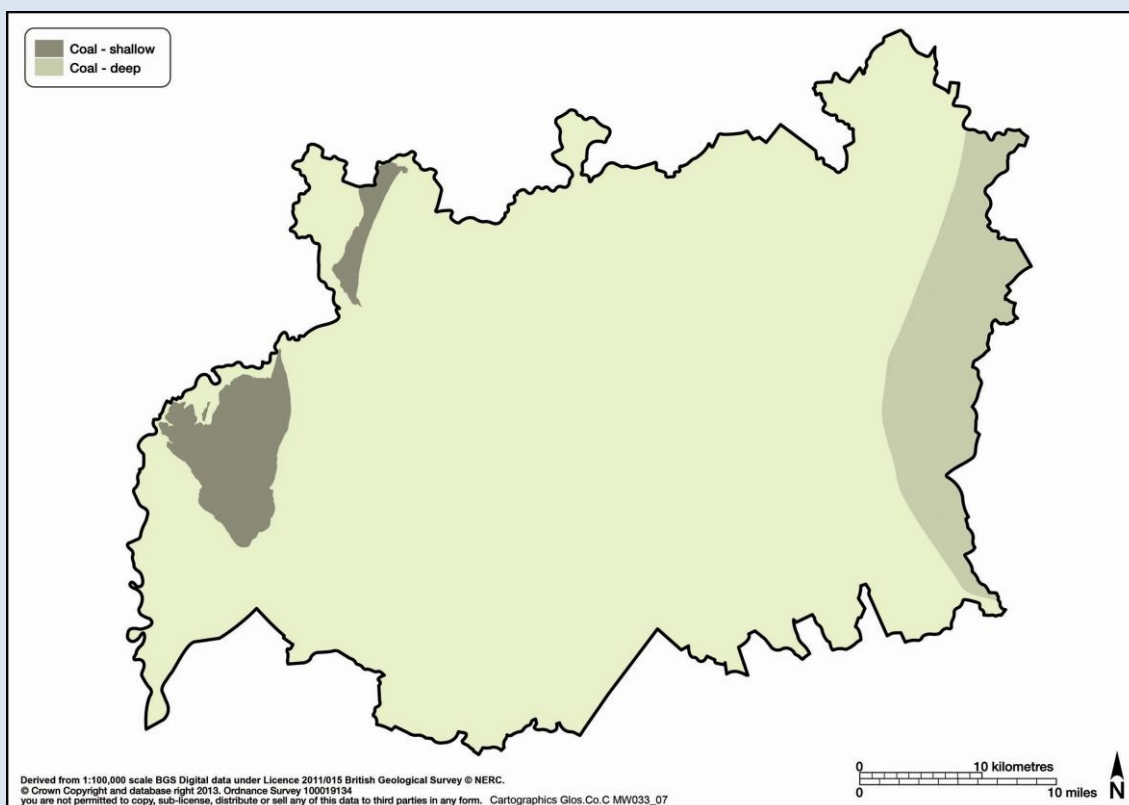 Coal - shallow
Coal - deep
Derived from 1:100,000 scale BGS Digital data under Licence 2011/015 British Geological Survey © NERC.
© Crown Copyright and database right 2013. Ordnance Survey 100019134
you are not permitted to copy, sub-license, distribute or sell any of this data to third parties in any form. Cartographics Glos.Co.C MW033_07
0 10 kilometres
0 10 miles
N